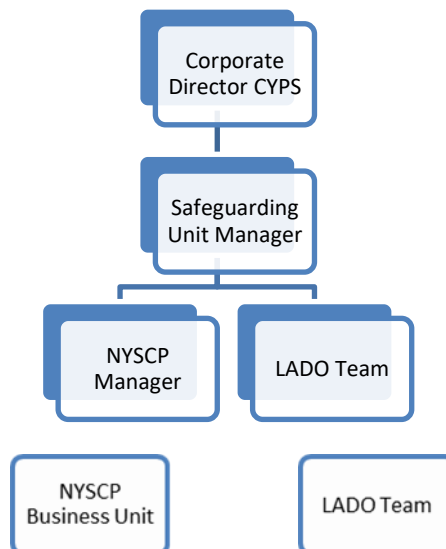 Corporate
Director CYPS
Safeguarding
Unit Manager
NYSCP
Manager
LADO Team
NYSCP
Business Unit
LADO Team